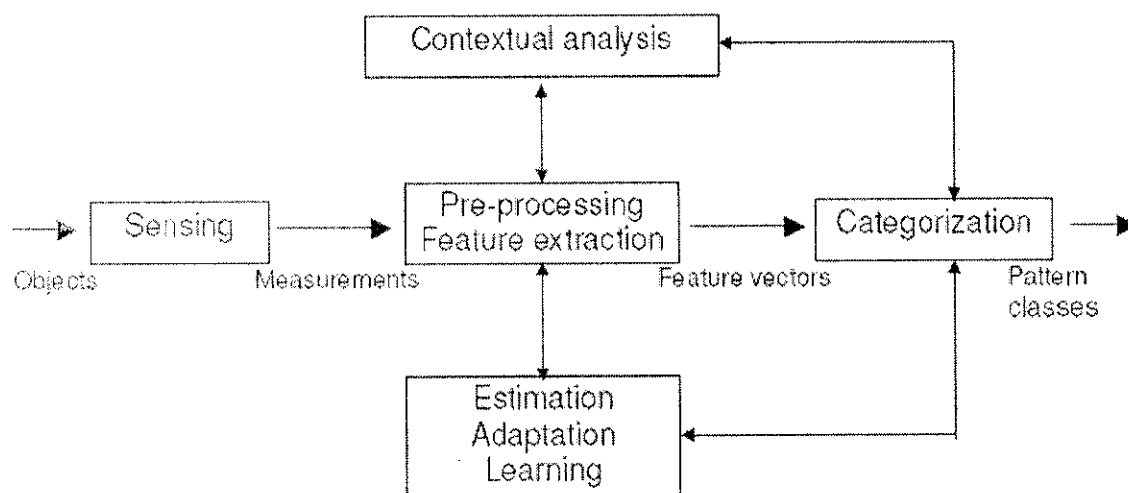 Contextual analysis
Sensing
Pre-processing
Feature extraction
Categorization
Objects
Measurements
Feature vectors
Pattern
classes
Estimation
Adaptation
Learning